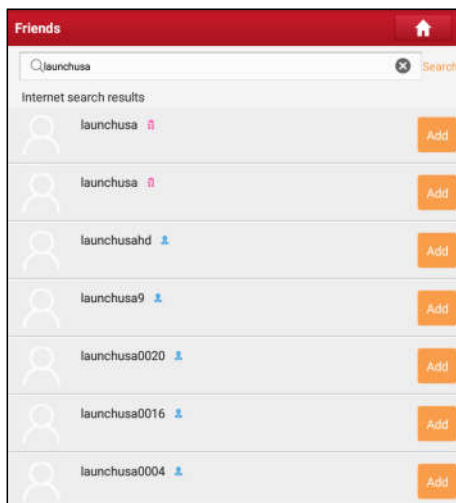 Friends
launchusa
Search
Internet search results
launchusa
Add
launchusa
Add
launchusahd
Add
launchusa9
Add
launchusa0020
Add
launchusa0016
Add
launchusa0004
Add